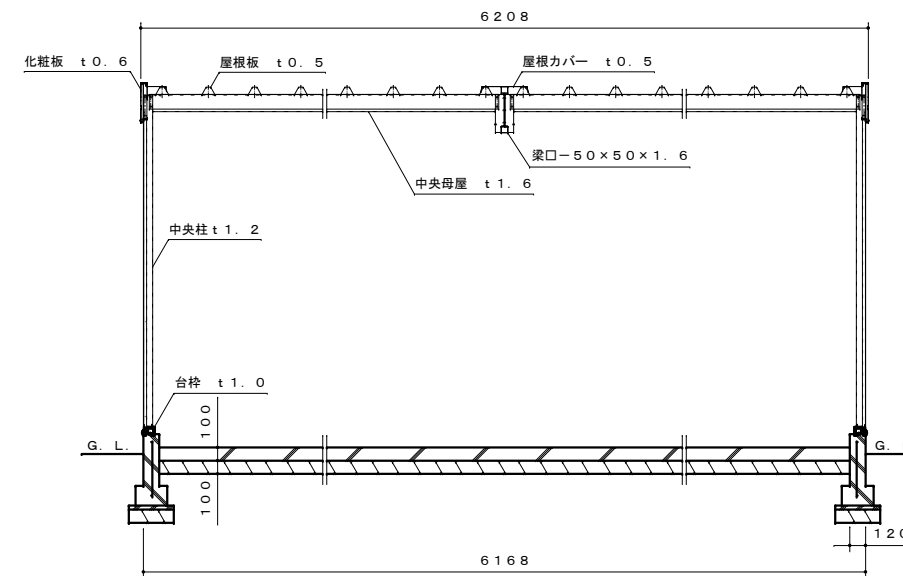 6208
化粧板 t0.6
屋根板 t0.5
屋根カバー t0.5
梁口－50×50×1.6
中央母屋 t1.6
中央柱t1.2
台枠 t1.0
100
G.L.
G.
100
120
6168